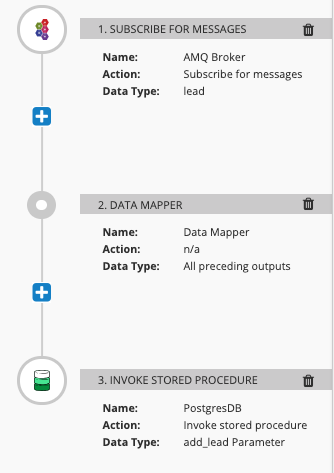 1. SUBSCRIBE FOR MESSAGES
Name: AMQ Broker
Action: Subscribe for messages
Data Type: lead
2. DATA MAPPER
Name: Data Mapper
Action: n/a
Data Type: All preceding outputs
3. INVOKE STORED PROCEDURE
Name: PostgresDB
Action: Invoke stored procedure
Data Type: add_lead Parameter